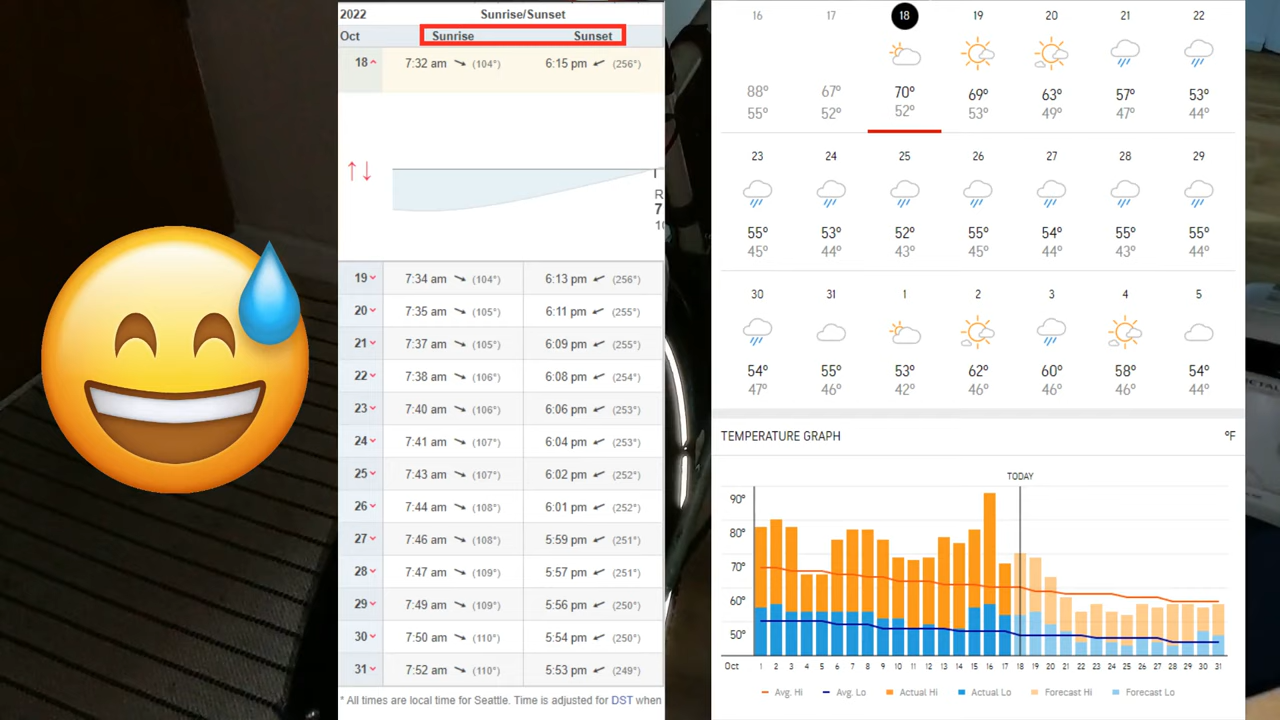 2022 Sunrise/Sunset
Oct Sunrise Sunset
18 7:32 am (104°) 6:15 pm (256°)
R
7
10
19 7:34 am (104°) 6:13 pm (256°)
20 7:35 am (105°) 6:11 pm (255°)
21 7:37 am (105°) 6:09 pm (255°)
22 7:38 am (106°) 6:08 pm (254°)
23 7:40 am (106°) 6:06 pm (253°)
24 7:41 am (107°) 6:04 pm (253°)
25 7:43 am (107°) 6:02 pm (252°)
26 7:44 am (108°) 6:01 pm (252°)
27 7:46 am (108°) 5:59 pm (251°)
28 7:47 am (109°) 5:57 pm (251°)
29 7:49 am (109°) 5:56 pm (250°)
30 7:50 am (110°) 5:54 pm (250°)
31 7:52 am (110°) 5:53 pm (249°)
* All times are local time for Seattle. Time is adjusted for DST when
16 17 18 19 20 21 22
88° 67° 70° 69° 63° 57° 53°
55° 52° 52° 53° 49° 47° 44°
23 24 25 26 27 28 29
55° 53° 52° 55° 54° 55° 55°
45° 44° 43° 45° 44° 43° 44°
30 31 1 2 3 4 5
54° 55° 53° 62° 60° 58° 54°
47° 46° 42° 46° 46° 46° 44°
TEMPERATURE GRAPH °F
TODAY
90°
80°
70°
60°
50°
Oct 1 2 3 4 5 6 7 8 9 10 11 12 13 14 15 16 17 18 19 20 21 22 23 24 25 26 27 28 29 30 31
Avg. Hi Avg. Lo Actual Hi Actual Lo Forecast Hi Forecast Lo